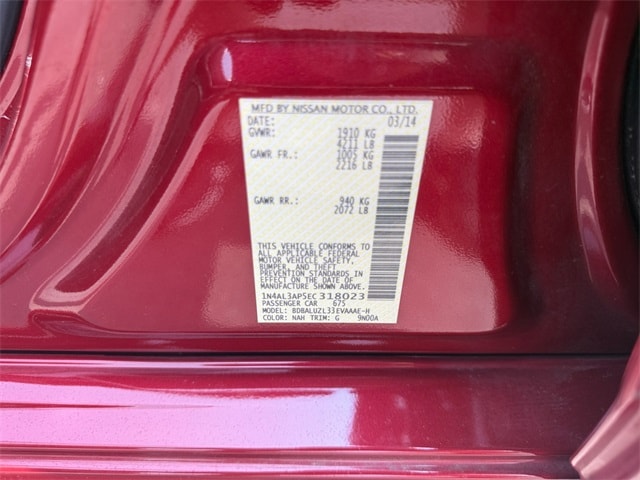 MFD BY NISSAN MOTOR CO., LTD.
DATE: 03/14
GVWR: 1910 KG
4211 LB
GAWR FR.: 1005 KG
2216 LB
GAWR RR.: 940 KG
2072 LB
THIS VEHICLE CONFORMS TO
ALL APPLICABLE FEDERAL
MOTOR VEHICLE SAFETY,
BUMPER, AND THEFT
PREVENTION STANDARDS IN
EFFECT ON THE DATE OF
MANUFACTURE SHOWN ABOVE.
1N4AL3AP5EC318023
PASSENGER CAR 675
MODEL: BDBALUZL33EVAAAE-H
COLOR: NAH TRIM: G 9N00A